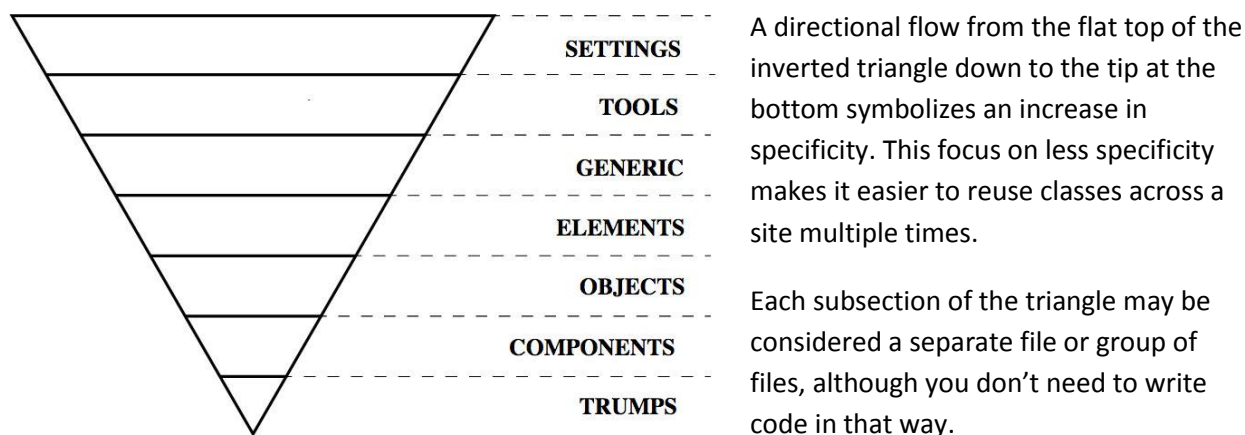 SETTINGS
TOOLS
GENERIC
ELEMENTS
OBJECTS
COMPONENTS
TRUMPS
A directional flow from the flat top of the
inverted triangle down to the tip at the
bottom symbolizes an increase in
specificity. This focus on less specificity
makes it easier to reuse classes across a
site multiple times.
Each subsection of the triangle may be
considered a separate file or group of
files, although you don’t need to write
code in that way.